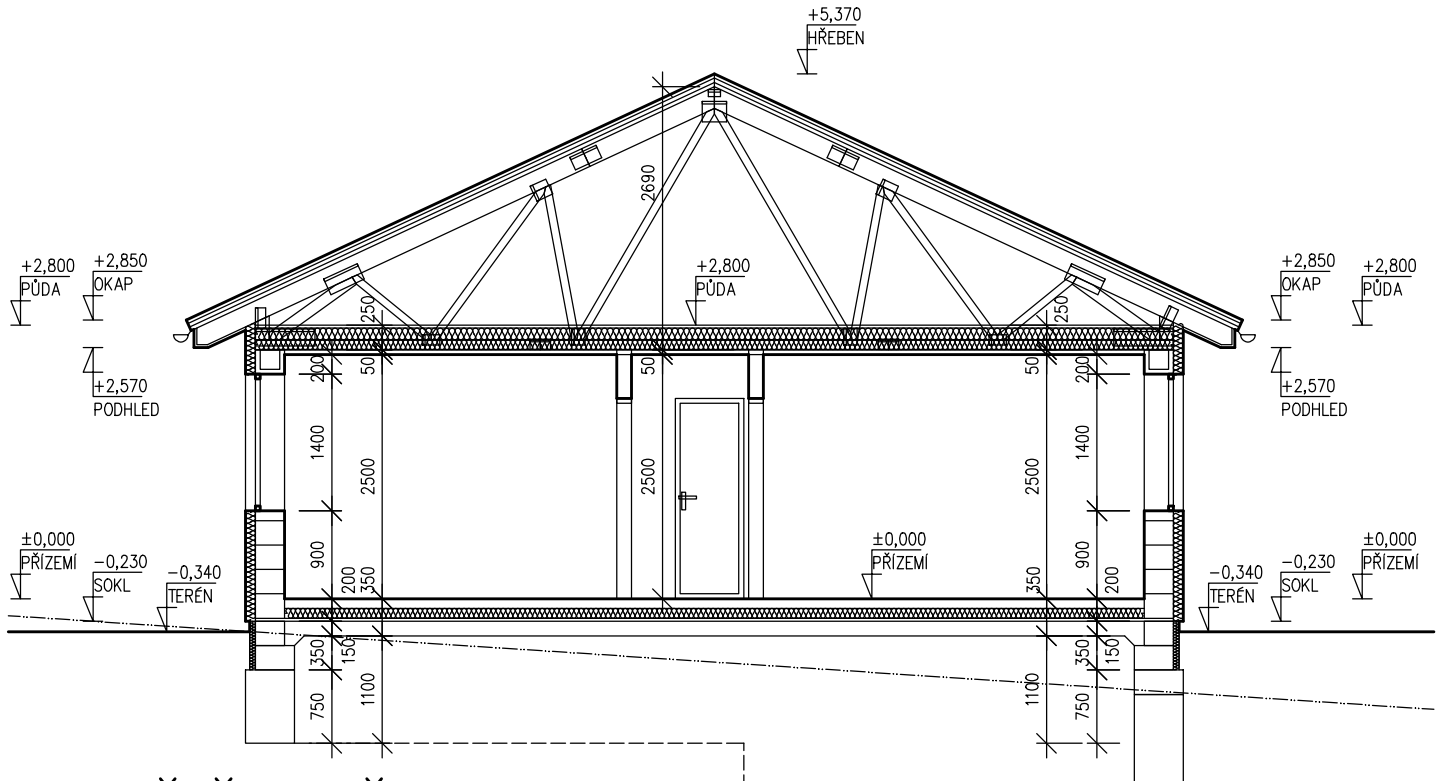 +5,370
HŘEBEN
2690
+2,800
PŮDA
+2,850
OKAP
+2,800
PŮDA
+2,850
OKAP
+2,800
PŮDA
250
250
200
50
50
50
200
+2,570
PODHLED
+2,570
PODHLED
1400
2500
2500
2500
1400
±0,000
PŘÍZEMÍ
-0,230
SOKL
-0,340
TERÉN
900
200
350
±0,000
PŘÍZEMÍ
350
900
200
-0,340
TERÉN
-0,230
SOKL
±0,000
PŘÍZEMÍ
350
150
350
150
750
1100
1100
750